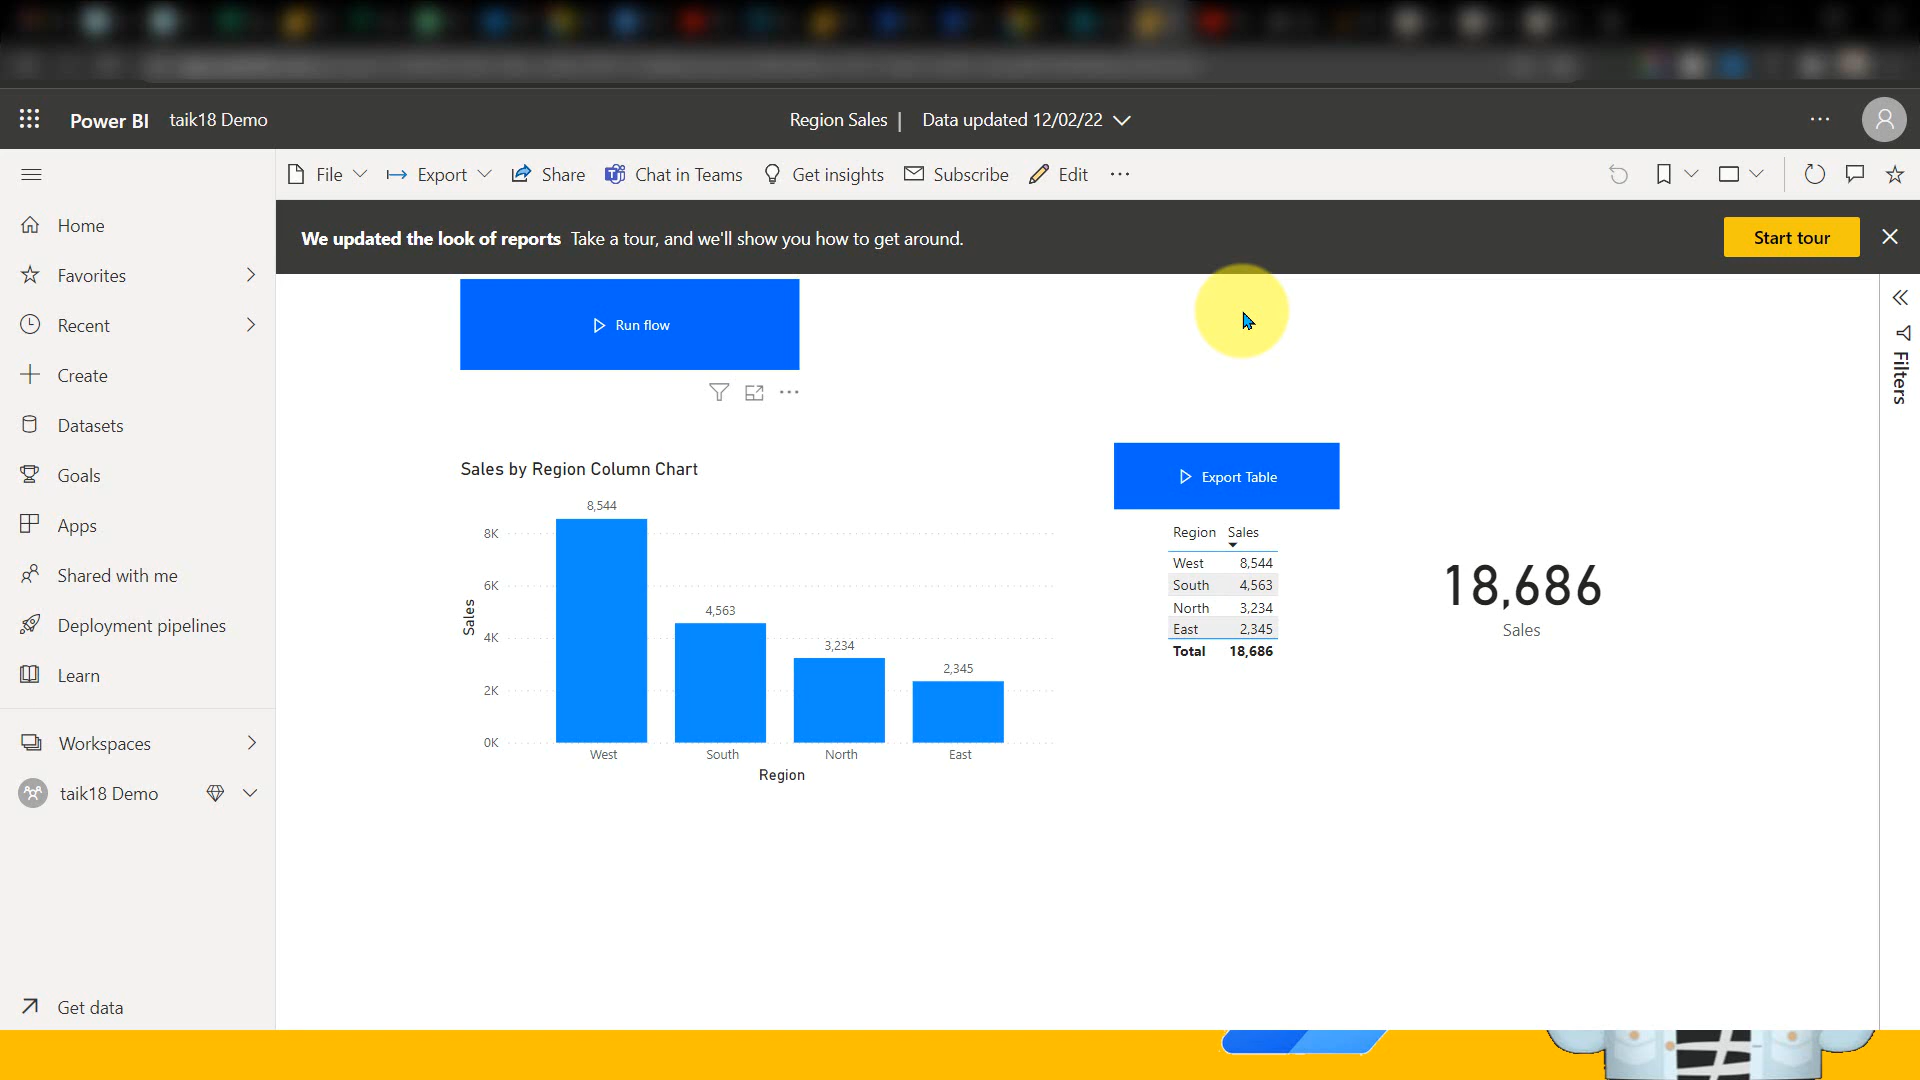 Power BI taik18 Demo Region Sales | Data updated 12/02/22
File Export Share Chat in Teams Get insights Subscribe Edit
We updated the look of reports Take a tour, and we'll show you how to get around. Start tour
Home
Favorites
Recent
Create
Datasets
Goals
Apps
Shared with me
Deployment pipelines
Learn
Workspaces
taik18 Demo
Get data
Run flow
Sales by Region Column Chart
Sales
8K
6K
4K
2K
0K
8,544
4,563
3,234
2,345
West South North East
Region
Export Table
Region Sales
West 8,544
South 4,563
North 3,234
East 2,345
Total 18,686
18,686
Sales
Filters